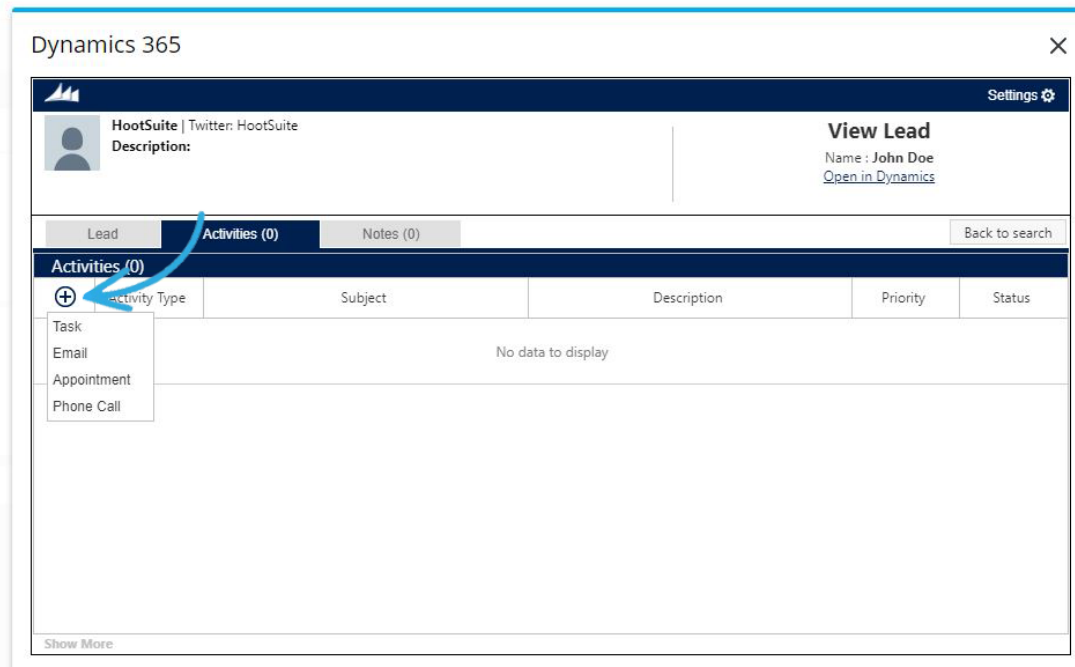 Dynamics 365
Settings
HootSuite | Twitter: HootSuite
Description:
View Lead
Name : John Doe
Open in Dynamics
Lead Activities (0) Notes (0) Back to search
Activities (0)
Activity Type Subject Description Priority Status
Task
Email
Appointment
Phone Call
No data to display
Show More